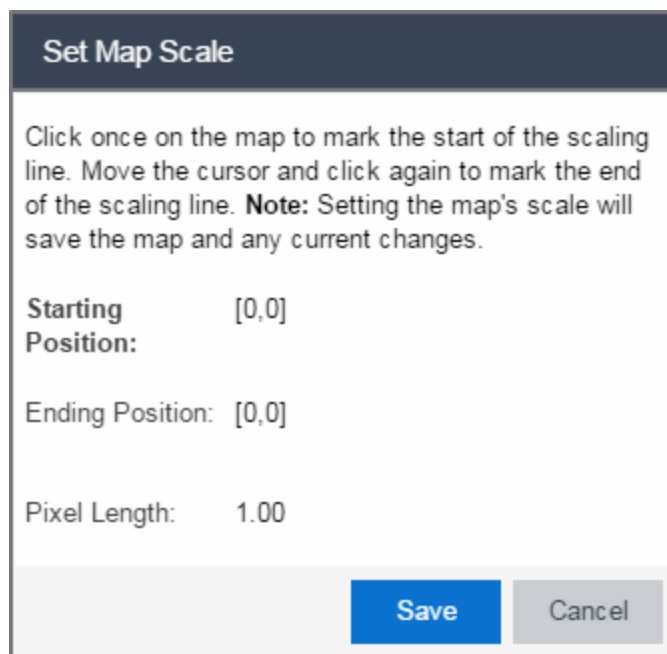 Set Map Scale
Click once on the map to mark the start of the scaling
line. Move the cursor and click again to mark the end
of the scaling line. Note: Setting the map's scale will
save the map and any current changes.
Starting [0,0]
Position:
Ending Position: [0,0]
Pixel Length: 1.00
Save Cancel